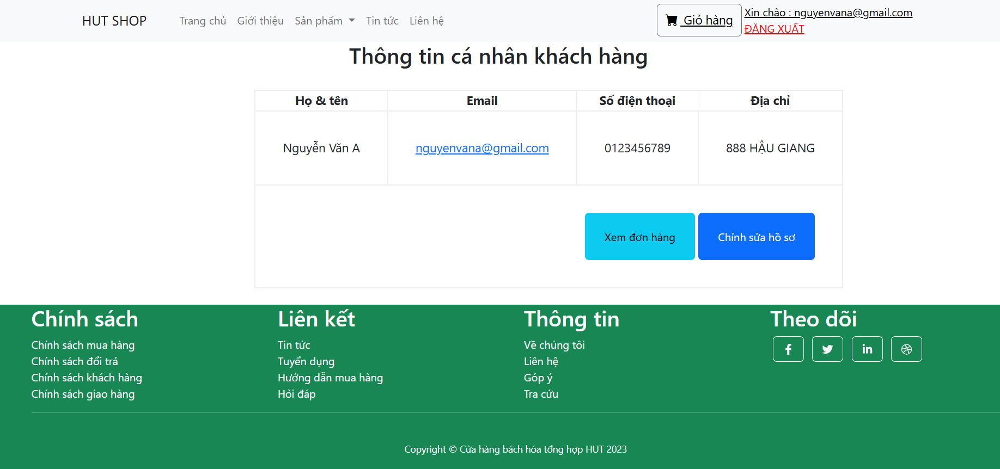 HUT SHOP Trang chủ Giới thiệu Sản phẩm Tin tức Liên hệ Giỏ hàng Xin chào : nguyenvana@gmail.com
ĐĂNG XUẤT
Thông tin cá nhân khách hàng
Họ & tên Email Số điện thoại Địa chỉ
Nguyễn Văn A nguyenvana@gmail.com 0123456789 888 HẬU GIANG
Xem đơn hàng Chỉnh sửa hồ sơ
Chính sách
Chính sách mua hàng
Chính sách đổi trả
Chính sách khách hàng
Chính sách giao hàng
Liên kết
Tin tức
Tuyển dụng
Hướng dẫn mua hàng
Hỏi đáp
Thông tin
Về chúng tôi
Liên hệ
Góp ý
Tra cứu
Theo dõi
Copyright © Cửa hàng bách hóa tổng hợp HUT 2023